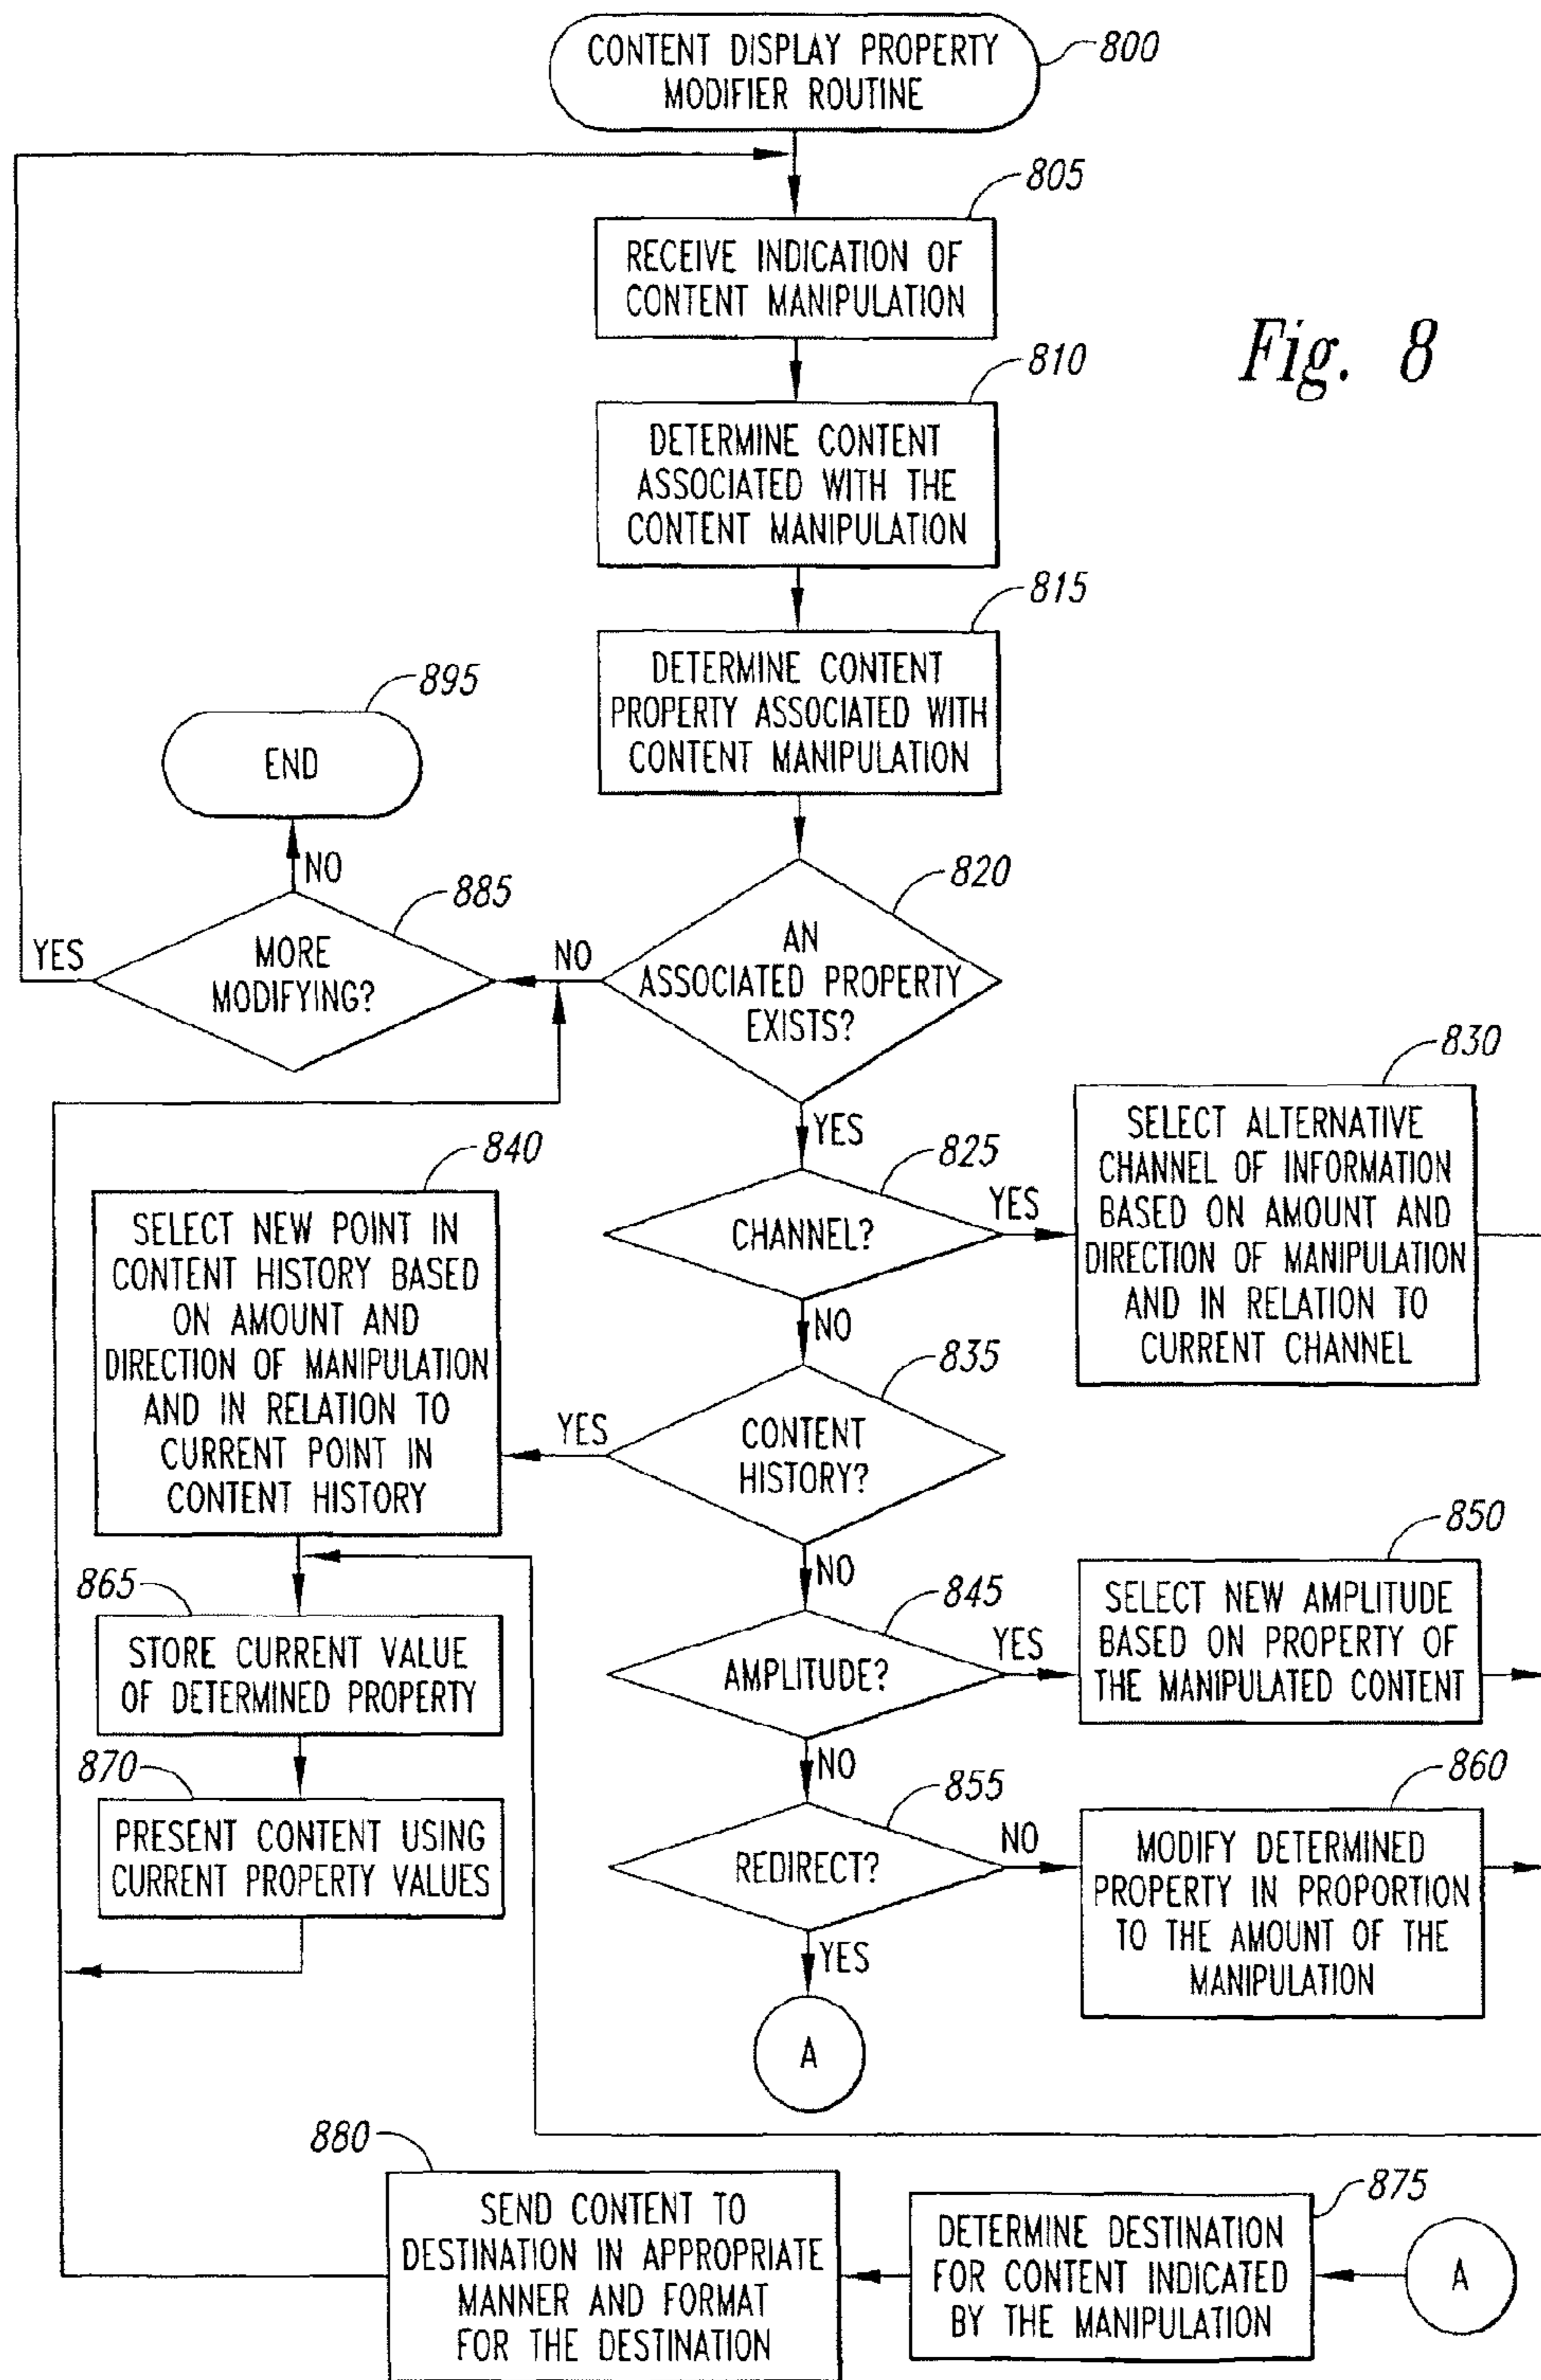 CONTENT DISPLAY PROPERTY
MODIFIER ROUTINE
800
805
RECEIVE INDICATION OF
CONTENT MANIPULATION
Fig. 8
810
DETERMINE CONTENT
ASSOCIATED WITH THE
CONTENT MANIPULATION
815
DETERMINE CONTENT
PROPERTY ASSOCIATED WITH
CONTENT MANIPULATION
895
END
NO
885
YES
MORE
MODIFYING?
NO
820
AN
ASSOCIATED PROPERTY
EXISTS?
YES
825
CHANNEL?
YES
830
SELECT ALTERNATIVE
CHANNEL OF INFORMATION
BASED ON AMOUNT AND
DIRECTION OF MANIPULATION
AND IN RELATION TO
CURRENT CHANNEL
NO
835
CONTENT
HISTORY?
YES
840
SELECT NEW POINT IN
CONTENT HISTORY BASED
ON AMOUNT AND
DIRECTION OF MANIPULATION
AND IN RELATION TO
CURRENT POINT IN
CONTENT HISTORY
NO
845
AMPLITUDE?
YES
850
SELECT NEW AMPLITUDE
BASED ON PROPERTY OF
THE MANIPULATED CONTENT
865
STORE CURRENT VALUE
OF DETERMINED PROPERTY
870
PRESENT CONTENT USING
CURRENT PROPERTY VALUES
NO
855
REDIRECT?
NO
860
MODIFY DETERMINED
PROPERTY IN PROPORTION
TO THE AMOUNT OF THE
MANIPULATION
YES
A
880
SEND CONTENT TO
DESTINATION IN APPROPRIATE
MANNER AND FORMAT
FOR THE DESTINATION
875
DETERMINE DESTINATION
FOR CONTENT INDICATED
BY THE MANIPULATION
A